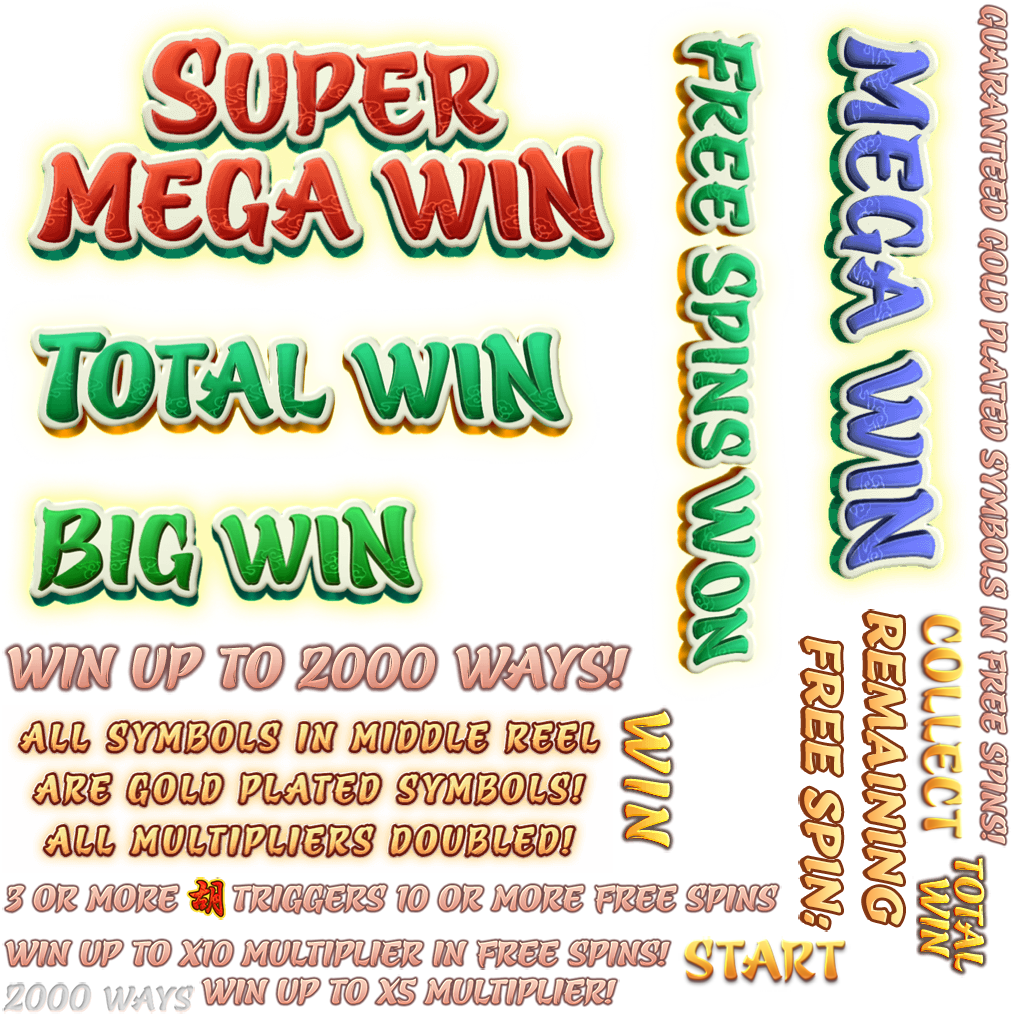 SUPER
MEGA WIN
TOTAL WIN
BIG WIN
WIN UP TO 2000 WAYS!
ALL SYMBOLS IN MIDDLE REEL
ARE GOLD PLATED SYMBOLS!
ALL MULTIPLIERS DOUBLED!
3 OR MORE 胡 TRIGGERS 10 OR MORE FREE SPINS
WIN UP TO X10 MULTIPLIER IN FREE SPINS!
2000 WAYS
WIN UP TO X5 MULTIPLIER!
WIN
START
FREE SPINS WON
MEGA WIN
GUARANTEED GOLD PLATED SYMBOLS IN FREE SPINS!
COLLECT
REMAINING
FREE SPIN:
TOTAL
WIN